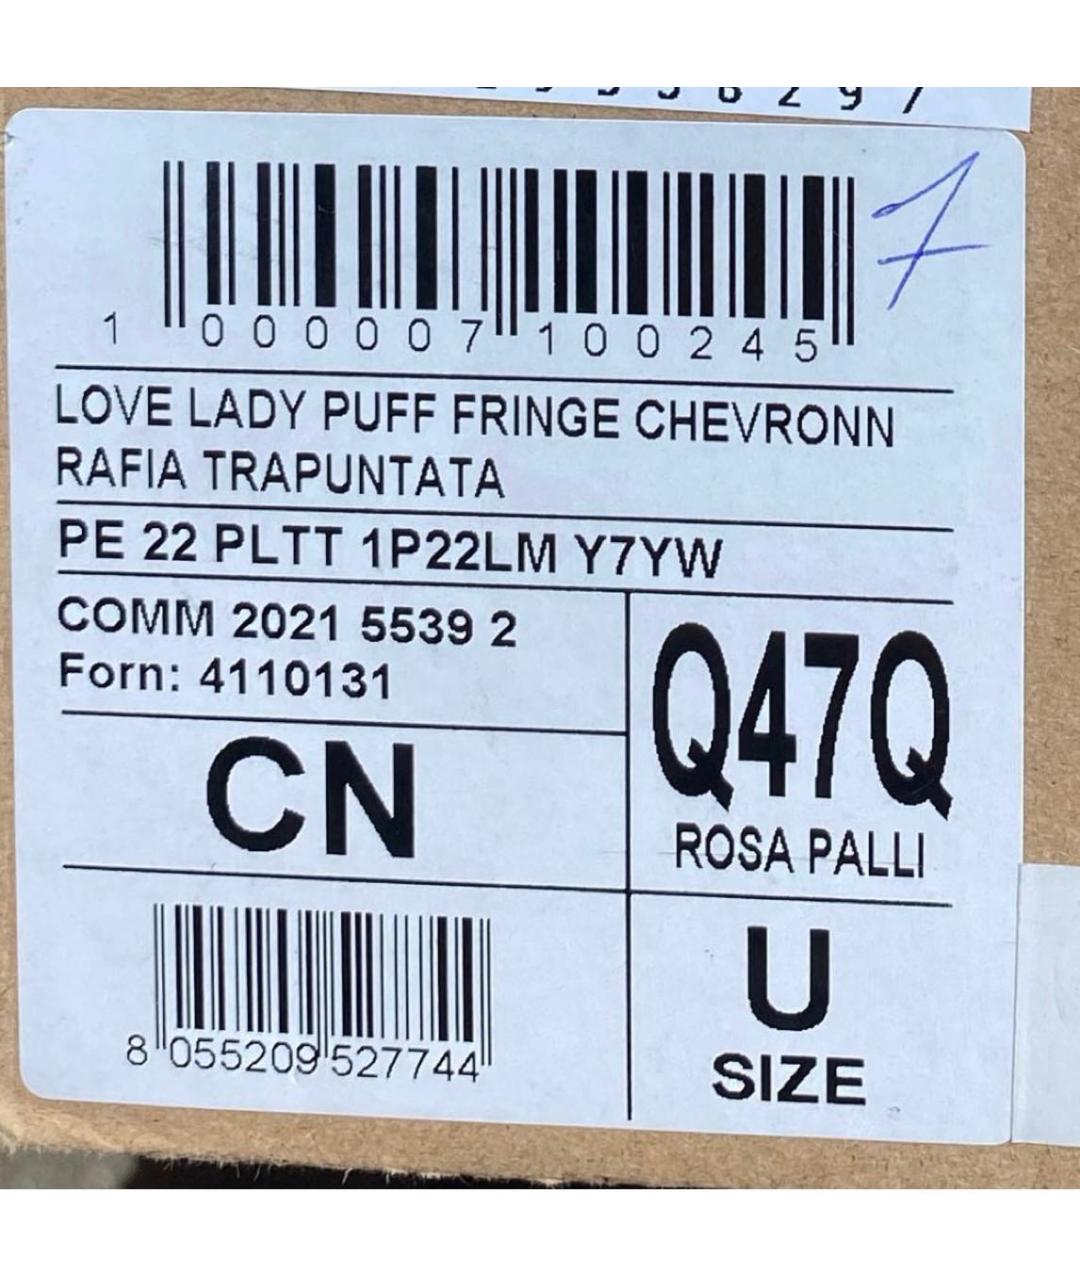 7
1 000007 100245
LOVE LADY PUFF FRINGE CHEVRONN
RAFIA TRAPUNTATA
PE 22 PLTT 1P22LM Y7YW
COMM 2021 5539 2
Forn: 4110131
Q47Q
ROSA PALLI
CN
U
SIZE
8 055209 527744